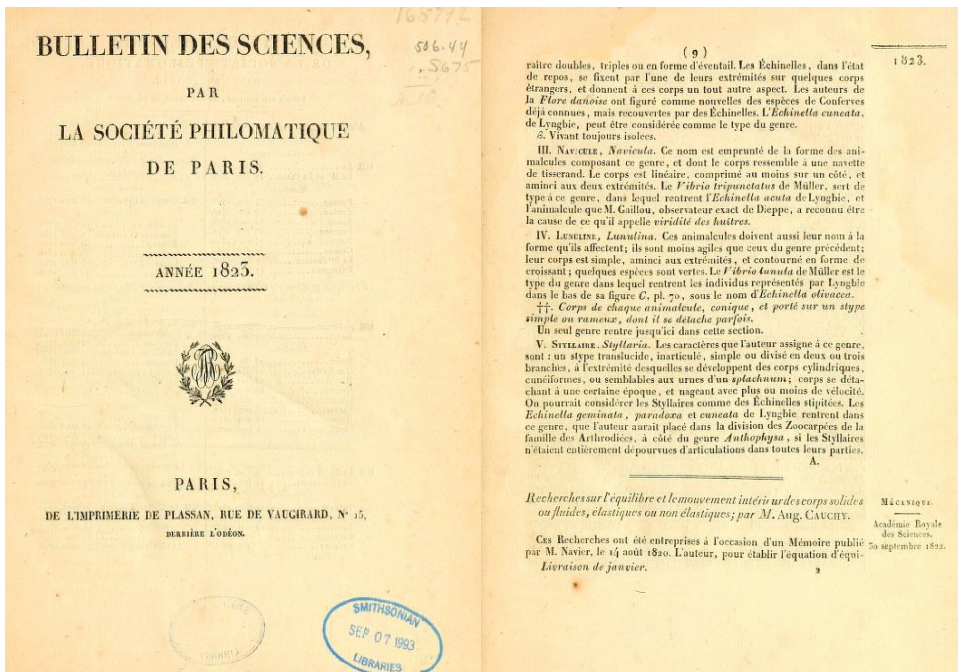 BULLETIN DES SCIENCES,
PAR
LA SOCIÉTÉ PHILOMATIQUE
DE PARIS.
ANNÉE 1823.
PARIS,
DE L'IMPRIMERIE DE PLASSAN, RUE DE VAUGIRARD, N° 15,
DERRIÈRE L'ODÉON.
506.44
.S675
SMITHSONIAN
SEP 07 1993
LIBRARIES
( 9 )
1823.
raître doubles, triples ou en forme d'éventail. Les Échinelles, dans l'état
de repos, se fixent par l'une de leurs extrémités sur quelques corps
étrangers, et donnent à ces corps un tout autre aspect. Les auteurs de
la Flore danoise ont figuré comme nouvelles des espèces de Conferves
déjà connues, mais recouvertes par des Échinelles. L'Echinella cuneata,
de Lyngbie, peut être considérée comme le type du genre.
6. Vivant toujours isolées.
III. NAVICULE, Navicula. Ce nom est emprunté de la forme des ani-
malcules composant ce genre, et dont le corps ressemble à une navette
de tisserand. Le corps est linéaire, comprimé au moins sur un côté, et
aminci aux deux extrémités. Le Vibrio tripunctatus de Müller, sert de
type à ce genre, dans lequel rentrent l'Echinella acuta de Lyngbie, et
l'animalcule que M. Gaillou, observateur exact de Dieppe, a reconnu être
la cause de ce qu'il appelle viridité des huîtres.
IV. LUNULINE, Lunulina. Ces animalcules doivent aussi leur nom à la
forme qu'ils affectent; ils sont moins agiles que ceux du genre précédent;
leur corps est simple, aminci aux extrémités, et contourné en forme de
croissant; quelques espèces sont vertes. Le Vibrio lunula de Müller est le
type du genre dans lequel rentrent les individus représentés par Lyngbie
dans le bas de sa figure C, pl. 70, sous le nom d'Echinella olivacea.
††. Corps de chaque animalcule, conique, et porté sur un stype
simple ou rameux, dont il se détache parfois.
Un seul genre rentre jusqu'ici dans cette section.
V. STYLLAIRE, Styllaria. Les caractères que l'auteur assigne à ce genre,
sont : un stype translucide, inarticulé, simple ou divisé en deux ou trois
branches, à l'extrémité desquelles se développent des corps cylindriques,
cunéiformes, ou semblables aux urnes d'un splachnum; corps se déta-
chant à une certaine époque, et nageant avec plus ou moins de vélocité.
On pourrait considérer les Styllaires comme des Échinelles stipitées. Les
Echinella geminata, paradoxa et cuneata de Lyngbie rentrent dans
ce genre, que l'auteur aurait placé dans la division des Zoocarpées de la
famille des Arthrodiées, à côté du genre Anthophysa, si les Styllaires
n'étaient entièrement dépourvues d'articulations dans toutes leurs parties.
A.
Recherches sur l'équilibre et le mouvement intérieur des corps solides
ou fluides, élastiques ou non élastiques; par M. Aug. CAUCHY.
MÉCANIQUE.
Académie Royale
des Sciences.
30 septembre 1822.
CES Recherches ont été entreprises à l'occasion d'un Mémoire publié
par M. Navier, le 14 août 1820. L'auteur, pour établir l'équation d'équi-
Livraison de janvier.
2